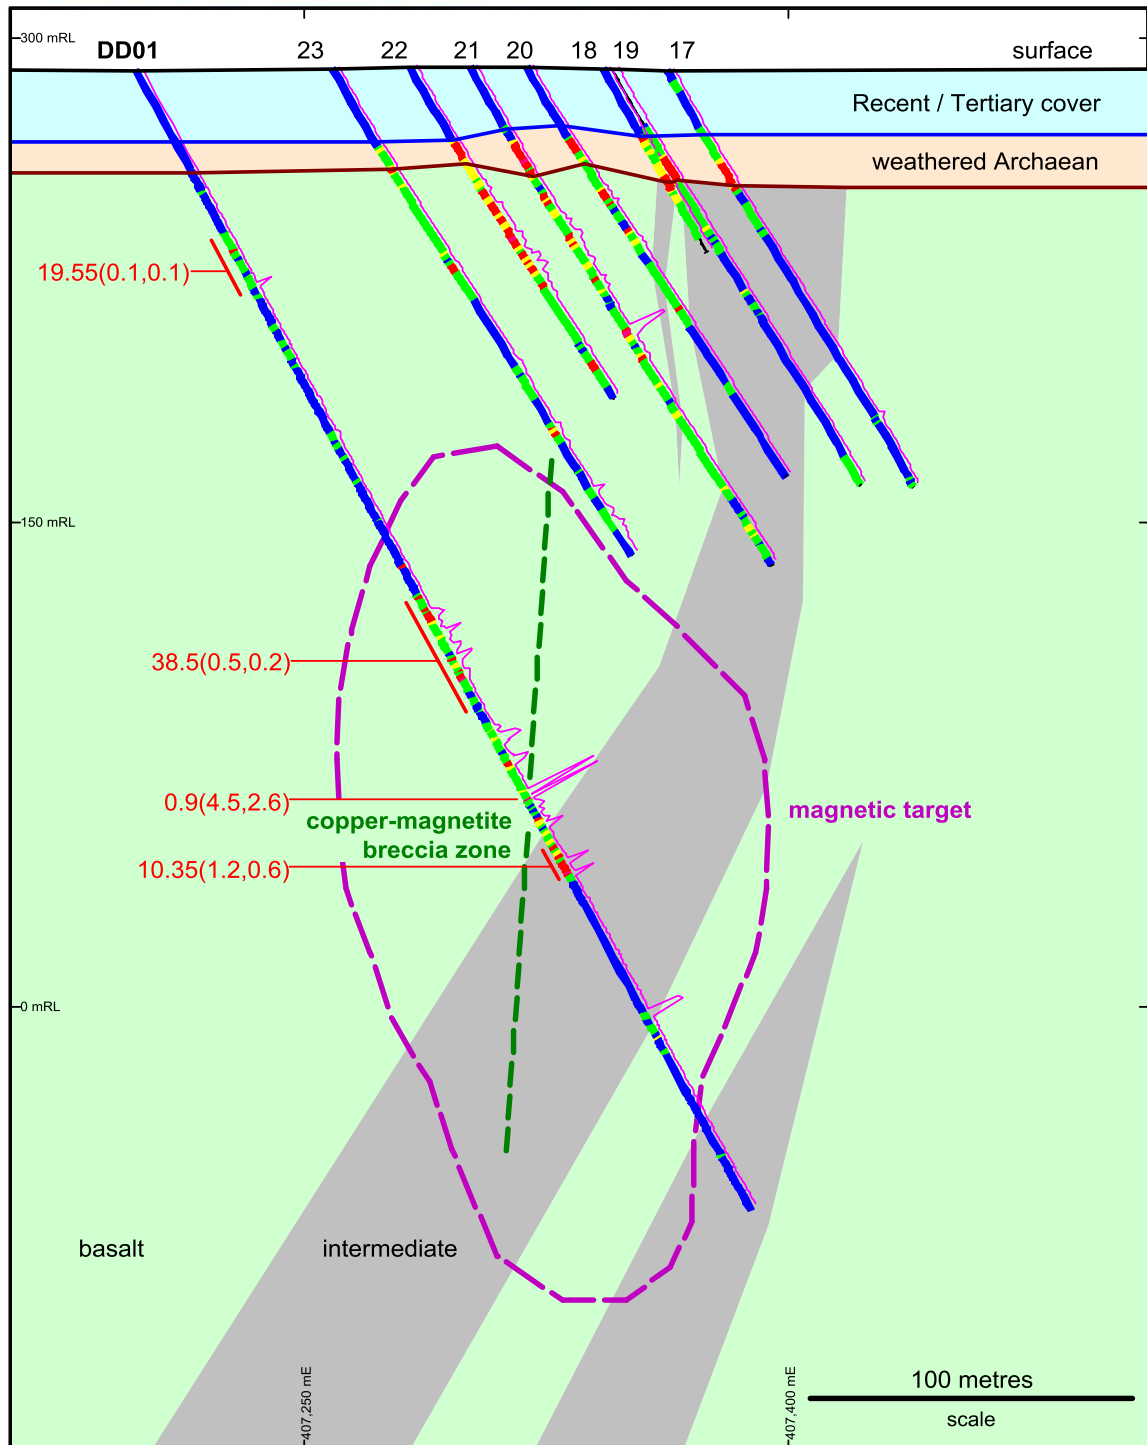 300 mRL
DD01 23 22 21 20 18 19 17 surface
Recent / Tertiary cover
weathered Archaean
19.55(0.1,0.1)
150 mRL
38.5(0.5,0.2)
0.9(4.5,2.6)
magnetic target
copper-magnetite
breccia zone
10.35(1.2,0.6)
0 mRL
basalt
intermediate
407,250 mE
407,400 mE
100 metres
scale